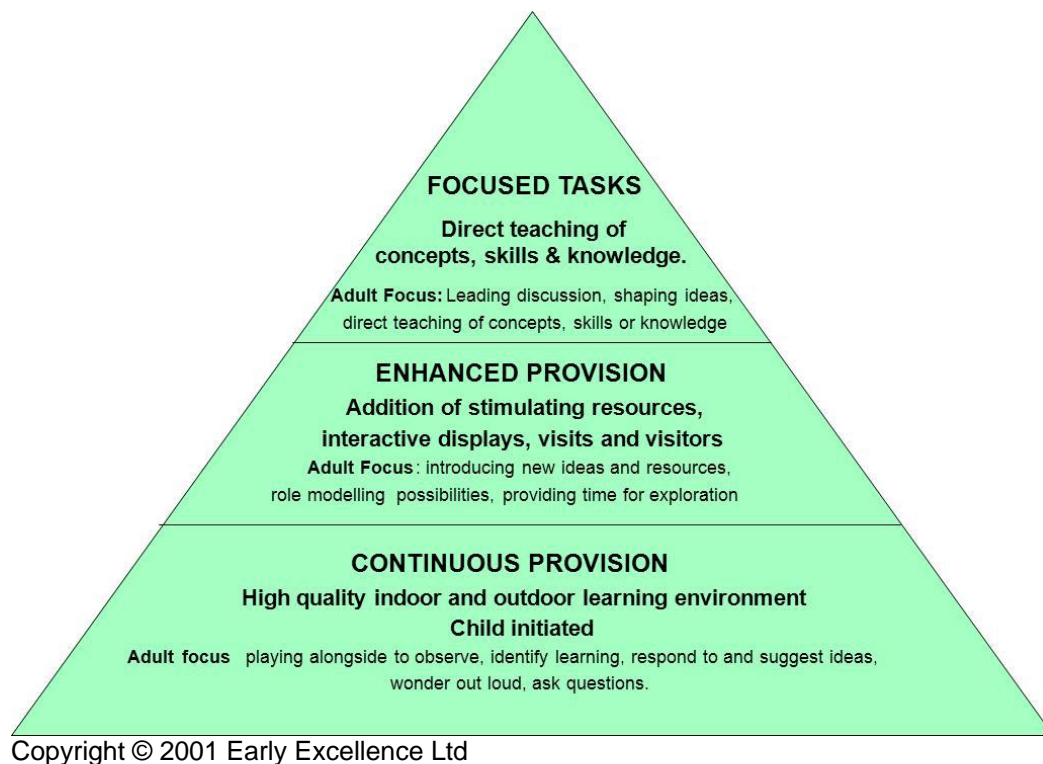 FOCUSED TASKS
Direct teaching of
concepts, skills & knowledge.
Adult Focus: Leading discussion, shaping ideas,
direct teaching of concepts, skills or knowledge
ENHANCED PROVISION
Addition of stimulating resources,
interactive displays, visits and visitors
Adult Focus: introducing new ideas and resources,
role modelling possibilities, providing time for exploration
CONTINUOUS PROVISION
High quality indoor and outdoor learning environment
Child initiated
Adult focus playing alongside to observe, identify learning, respond to and suggest ideas,
wonder out loud, ask questions.
Copyright © 2001 Early Excellence Ltd